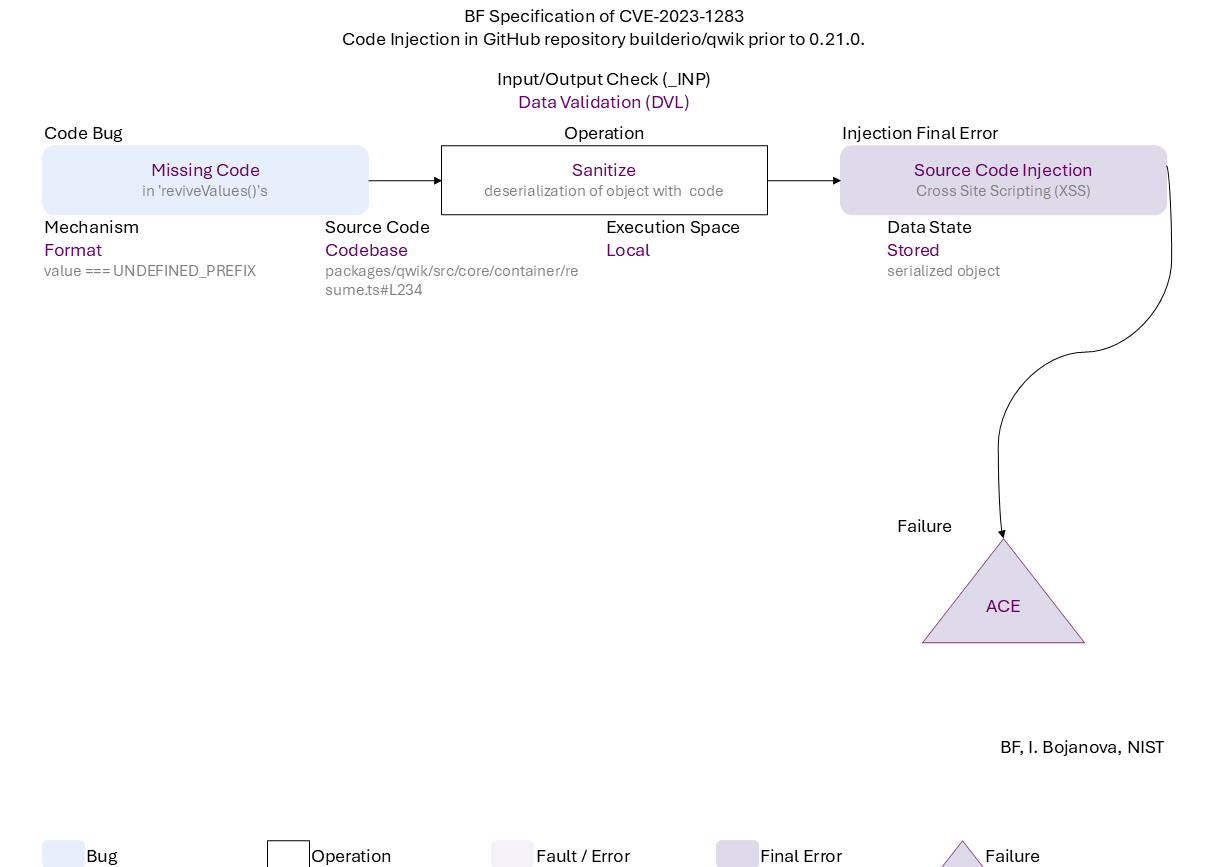 BF Specification of CVE-2023-1283
Code Injection in GitHub repository builderio/qwik prior to 0.21.0.
Input/Output Check (_INP)
Data Validation (DVL)
Code Bug
Operation
Injection Final Error
Missing Code
in 'reviveValues()'s
Sanitize
deserialization of object with  code
Source Code Injection
Cross Site Scripting (XSS)
Mechanism
Format
value === UNDEFINED_PREFIX
Source Code
Codebase
packages/qwik/src/core/container/re
sume.ts#L234
Execution Space
Local
Data State
Stored
serialized object
Failure
ACE
BF, I. Bojanova, NIST
Bug
Operation
Fault / Error
Final Error
Failure